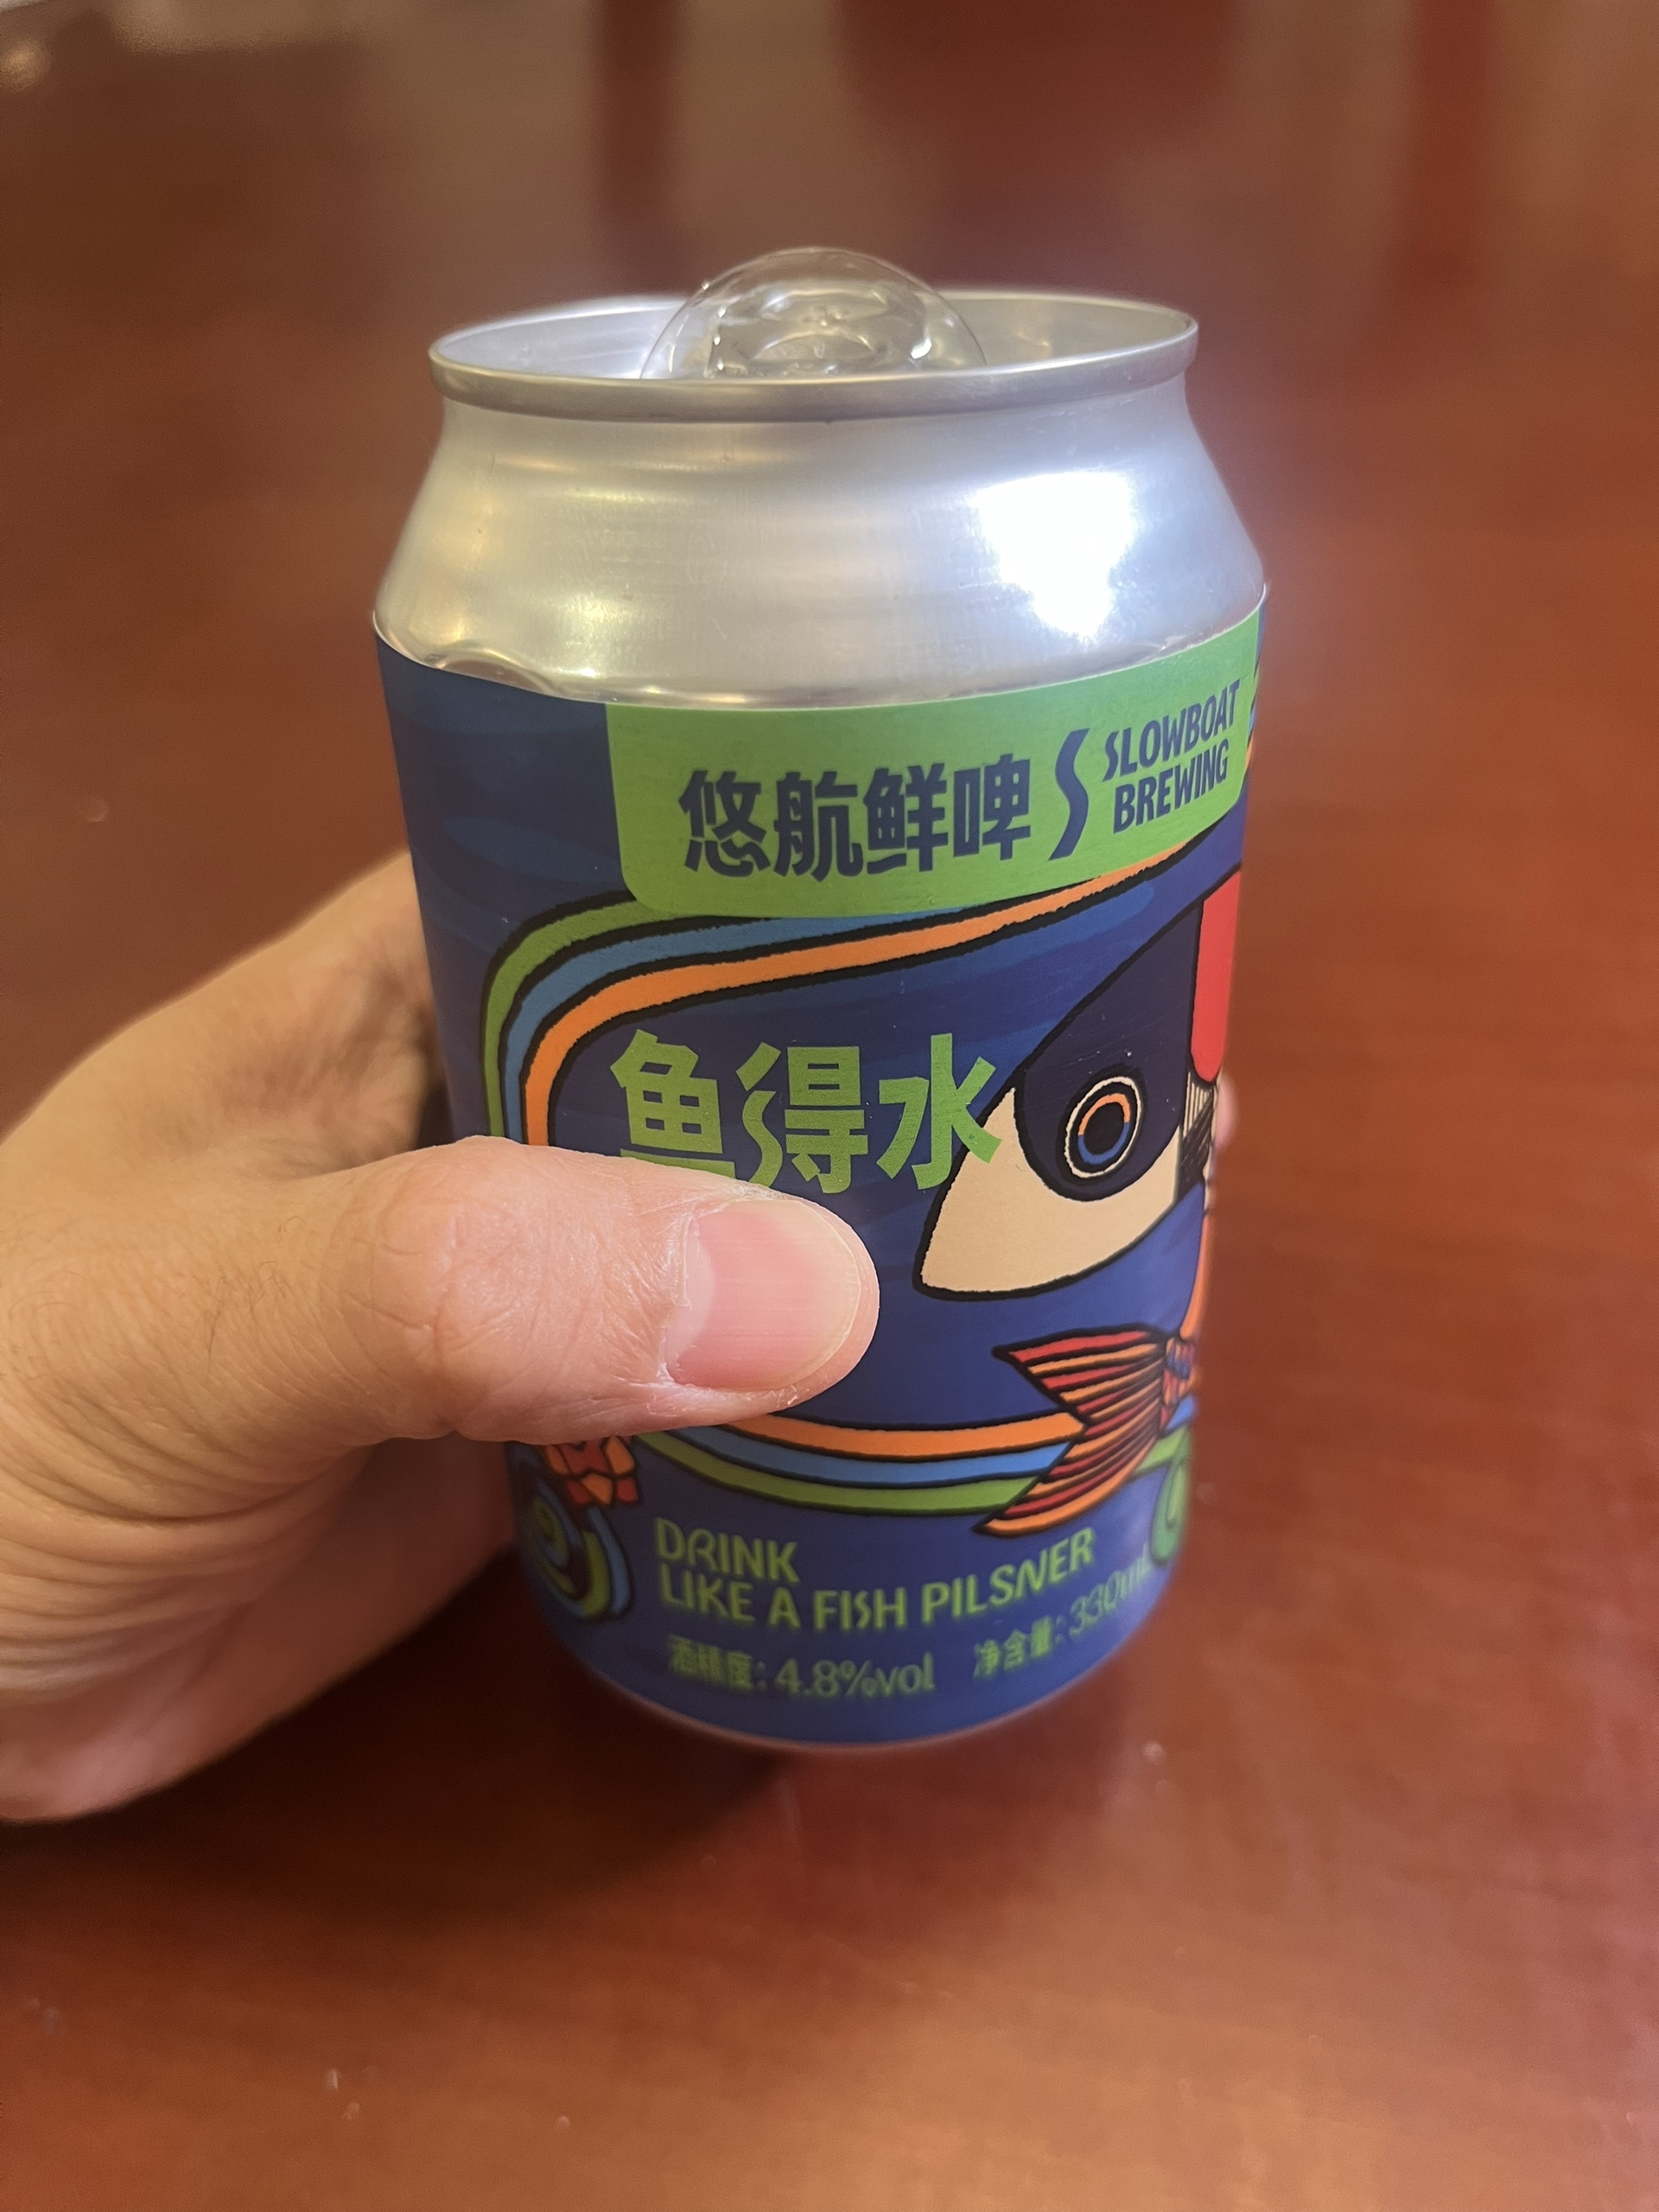 悠航鲜啤 SLOWBOAT
BREWING
鱼得水
DRINK
LIKE A FISH PILSNER
酒精度: 4.8%vol 净含量: 330mL